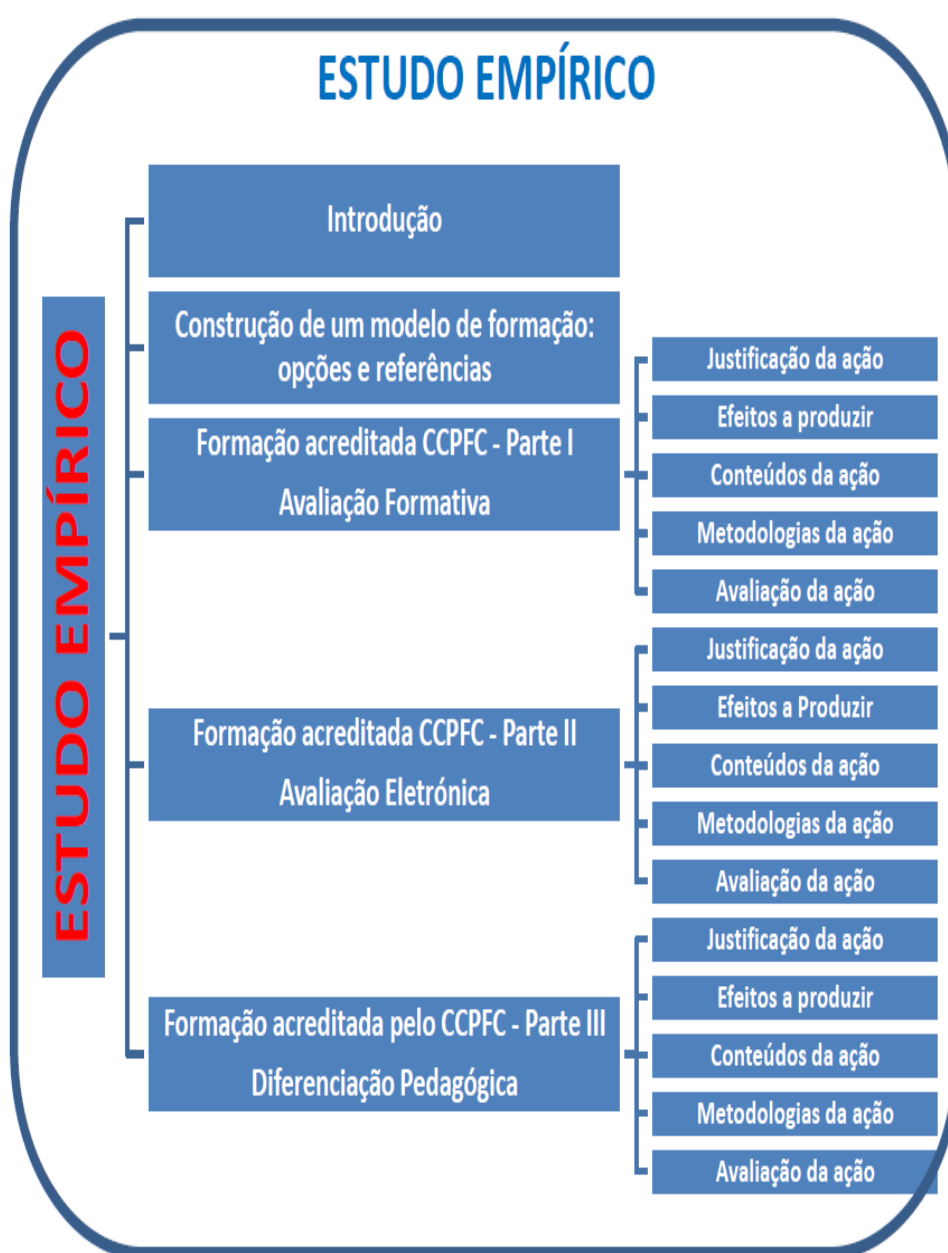 ESTUDO EMPÍRICO
ESTUDO EMPÍRICO
Introdução
Construção de um modelo de formação:
opções e referências
Formação acreditada CCPFC - Parte I
Avaliação Formativa
Justificação da ação
Efeitos a produzir
Conteúdos da ação
Metodologias da ação
Avaliação da ação
Formação acreditada CCPFC - Parte II
Avaliação Eletrónica
Justificação da ação
Efeitos a Produzir
Conteúdos da ação
Metodologias da ação
Avaliação da ação
Formação acreditada pelo CCPFC - Parte III
Diferenciação Pedagógica
Justificação da ação
Efeitos a produzir
Conteúdos da ação
Metodologias da ação
Avaliação da ação